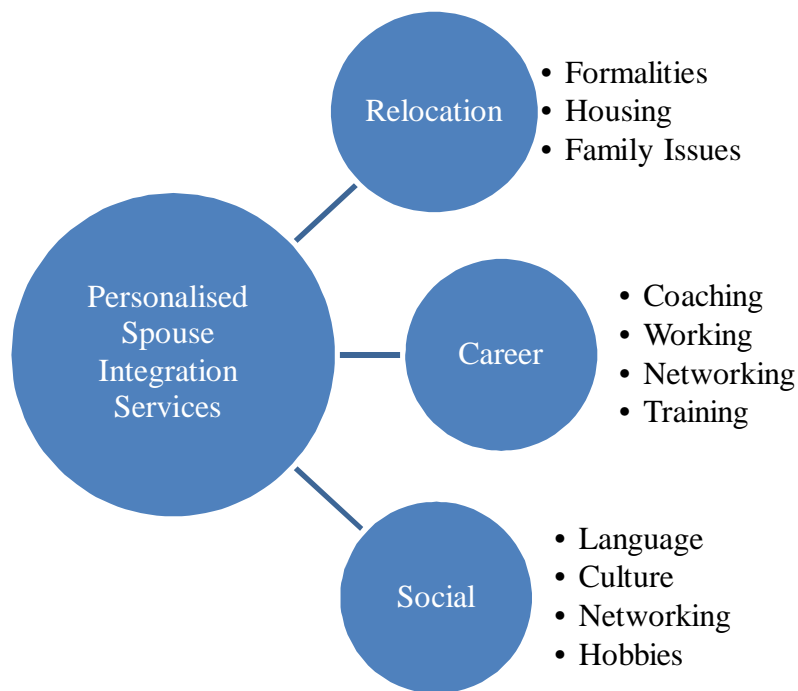 Personalised
Spouse
Integration
Services
Relocation
• Formalities
• Housing
• Family Issues
Career
• Coaching
• Working
• Networking
• Training
Social
• Language
• Culture
• Networking
• Hobbies